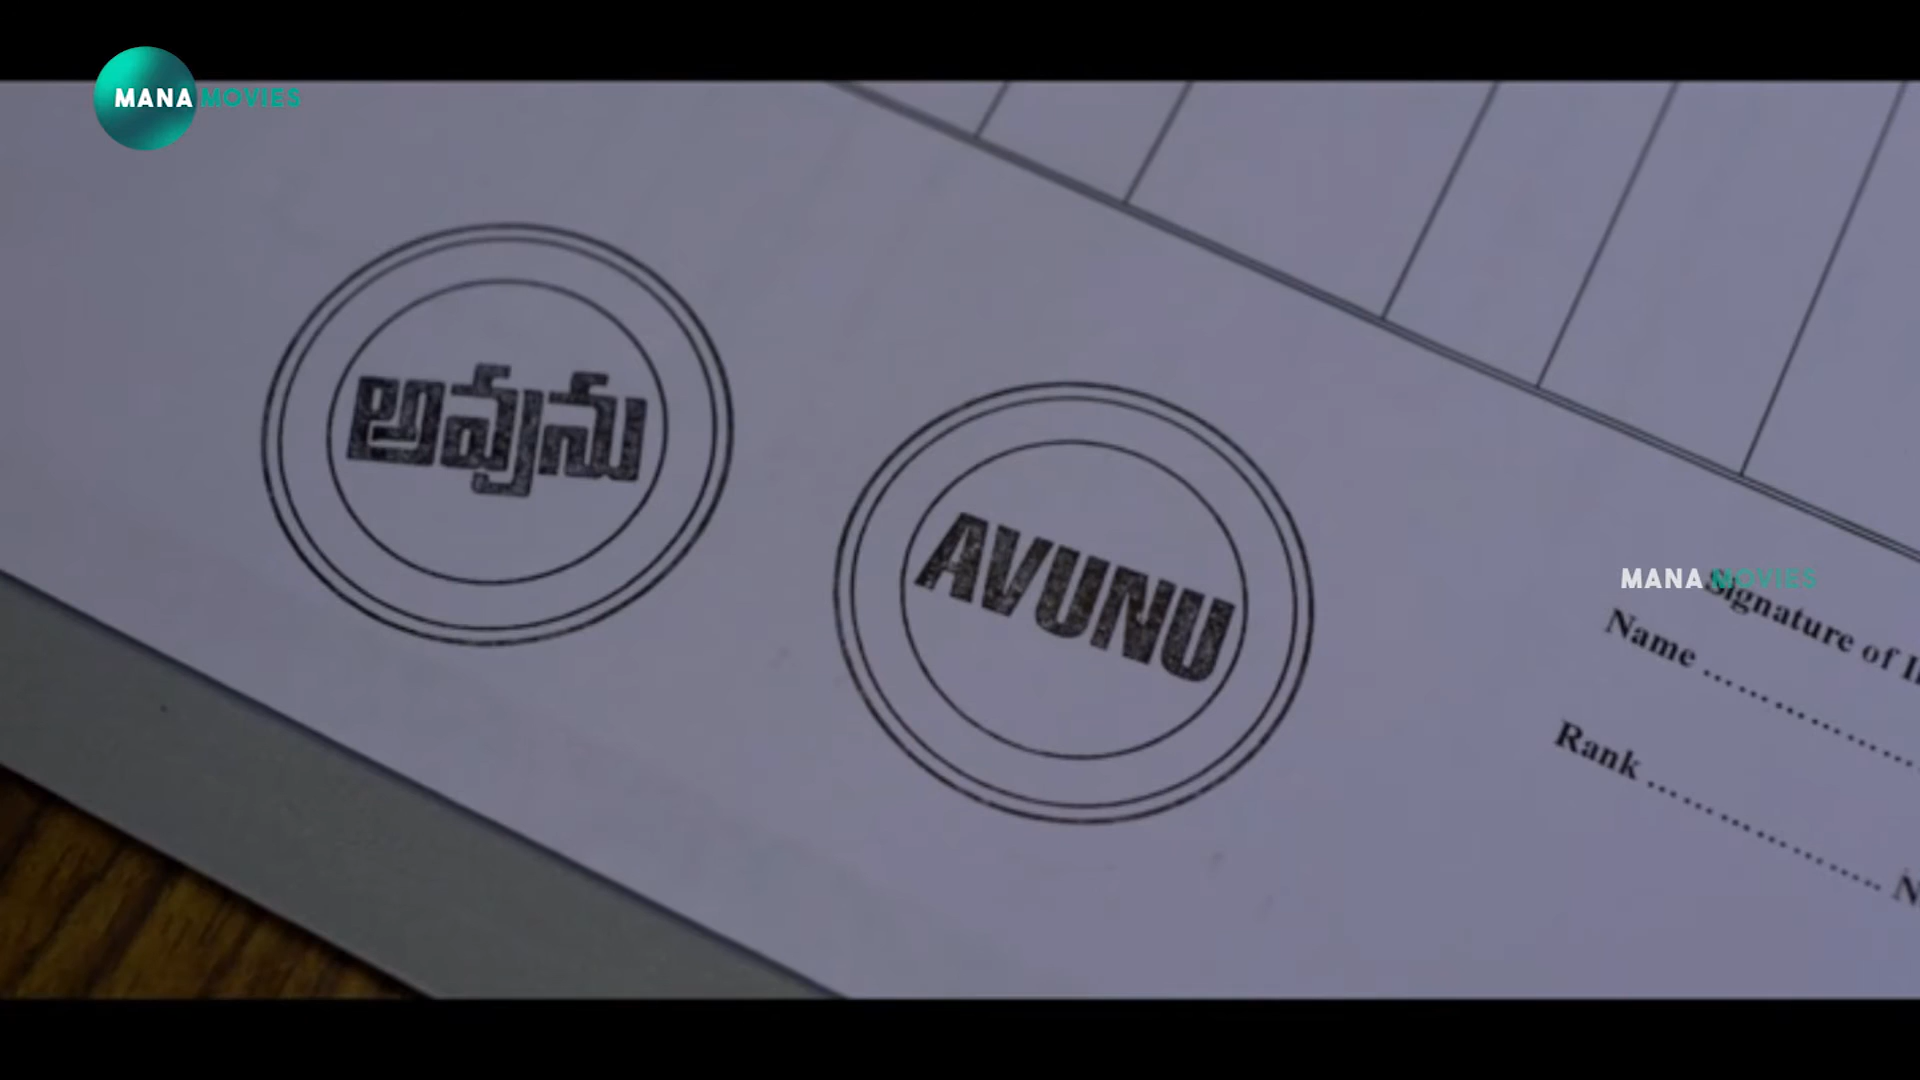 MANA MOVIES
అవును
AVUNU
MANA MOVIES
Signature of
Name ........................
Rank ........................ N